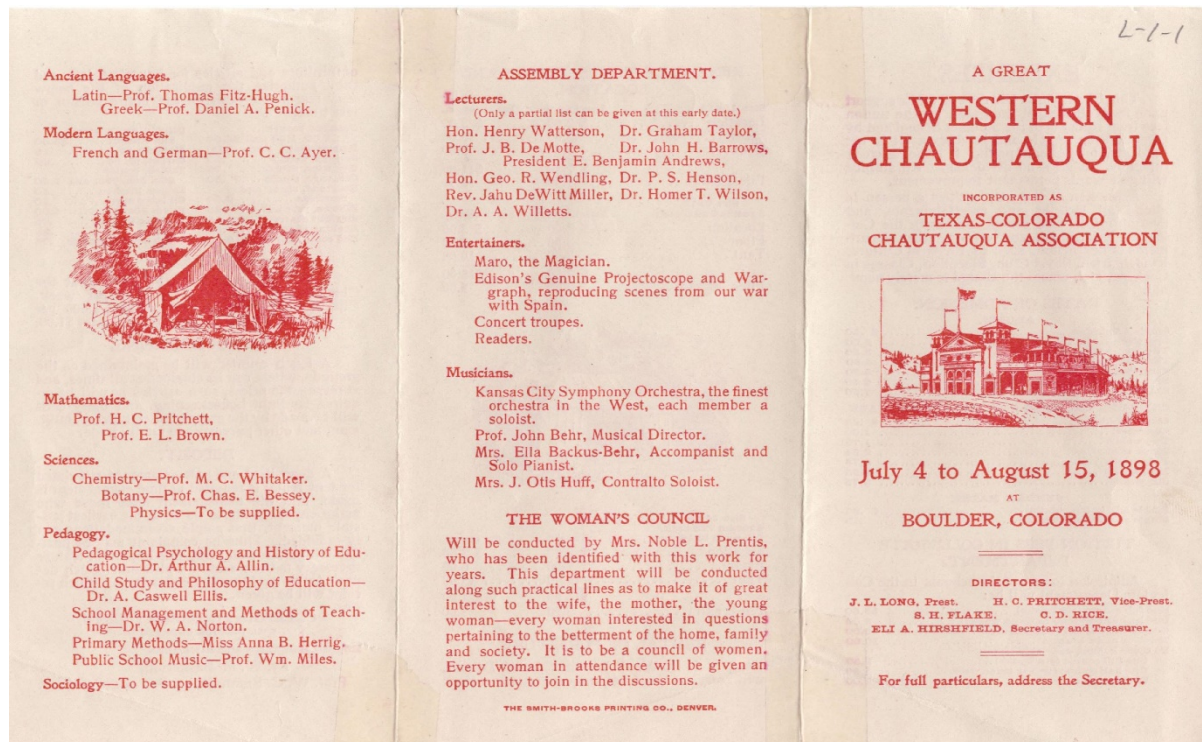 Ancient Languages.
Latin—Prof. Thomas Fitz-Hugh.
Greek—Prof. Daniel A. Penick.
Modern Languages.
French and German—Prof. C. C. Ayer.
Mathematics.
Prof. H. C. Pritchett,
Prof. E. L. Brown.
Sciences.
Chemistry—Prof. M. C. Whitaker.
Botany—Prof. Chas. E. Bessey.
Physics—To be supplied.
Pedagogy.
Pedagogical Psychology and History of Edu-
cation—Dr. Arthur A. Allin.
Child Study and Philosophy of Education—
Dr. A. Caswell Ellis.
School Management and Methods of Teach-
ing—Dr. W. A. Norton.
Primary Methods—Miss Anna B. Herrig.
Public School Music—Prof. Wm. Miles.
Sociology—To be supplied.
ASSEMBLY DEPARTMENT.
Lecturers.
(Only a partial list can be given at this early date.)
Hon. Henry Watterson, Dr. Graham Taylor,
Prof. J. B. De Motte, Dr. John H. Barrows,
President E. Benjamin Andrews,
Hon. Geo. R. Wendling, Dr. P. S. Henson,
Rev. Jahu DeWitt Miller, Dr. Homer T. Wilson,
Dr. A. A. Willetts.
Entertainers.
Maro, the Magician.
Edison's Genuine Projectoscope and War-
graph, reproducing scenes from our war
with Spain.
Concert troupes.
Readers.
Musicians.
Kansas City Symphony Orchestra, the finest
orchestra in the West, each member a
soloist.
Prof. John Behr, Musical Director.
Mrs. Ella Backus-Behr, Accompanist and
Solo Pianist.
Mrs. J. Otis Huff, Contralto Soloist.
THE WOMAN'S COUNCIL
Will be conducted by Mrs. Noble L. Prentis,
who has been identified with this work for
years. This department will be conducted
along such practical lines as to make it of great
interest to the wife, the mother, the young
woman—every woman interested in questions
pertaining to the betterment of the home, family
and society. It is to be a council of women.
Every woman in attendance will be given an
opportunity to join in the discussions.
THE SMITH-BROOKS PRINTING CO., DENVER.
L-1-1
A GREAT
WESTERN
CHAUTAUQUA
INCORPORATED AS
TEXAS-COLORADO
CHAUTAUQUA ASSOCIATION
July 4 to August 15, 1898
AT
BOULDER, COLORADO
DIRECTORS:
J. L. LONG, Prest. H. C. PRITCHETT, Vice-Prest.
S. H. FLAKE, C. D. RICE,
ELI A. HIRSHFIELD, Secretary and Treasurer.
For full particulars, address the Secretary.